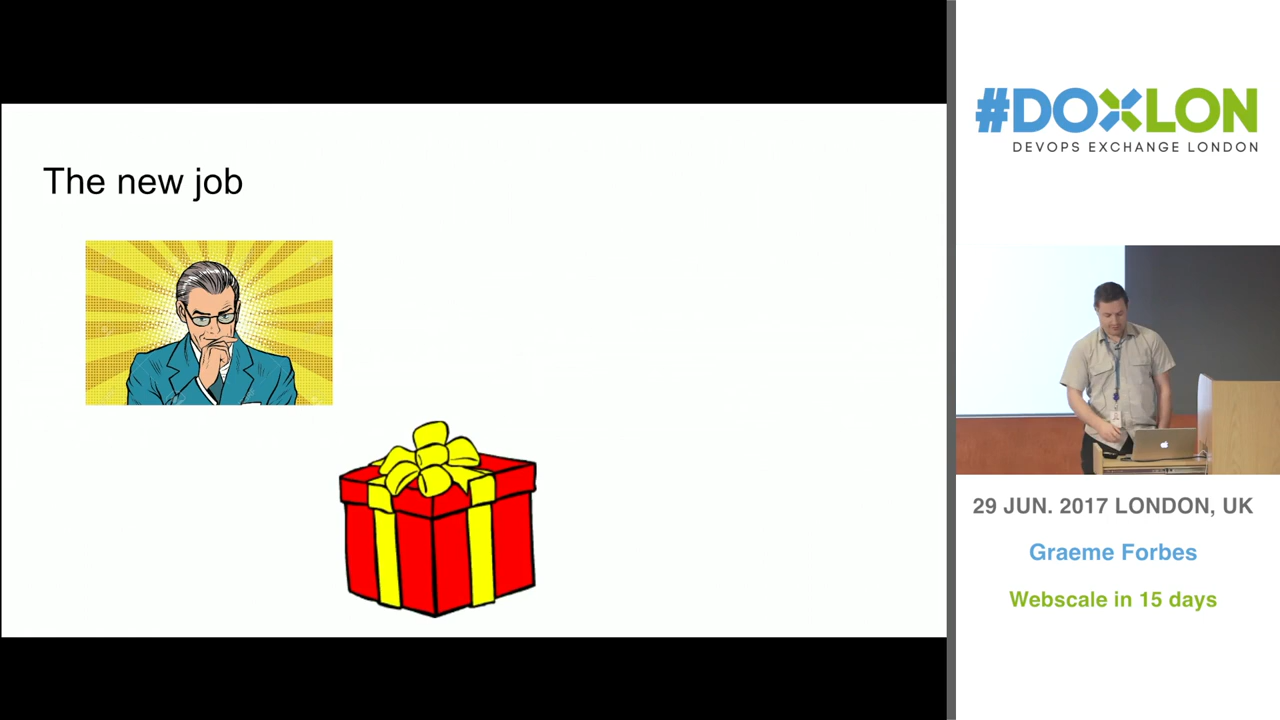 The new job
#DOXLON
DEVOPS EXCHANGE LONDON
29 JUN. 2017 LONDON, UK
Graeme Forbes
Webscale in 15 days